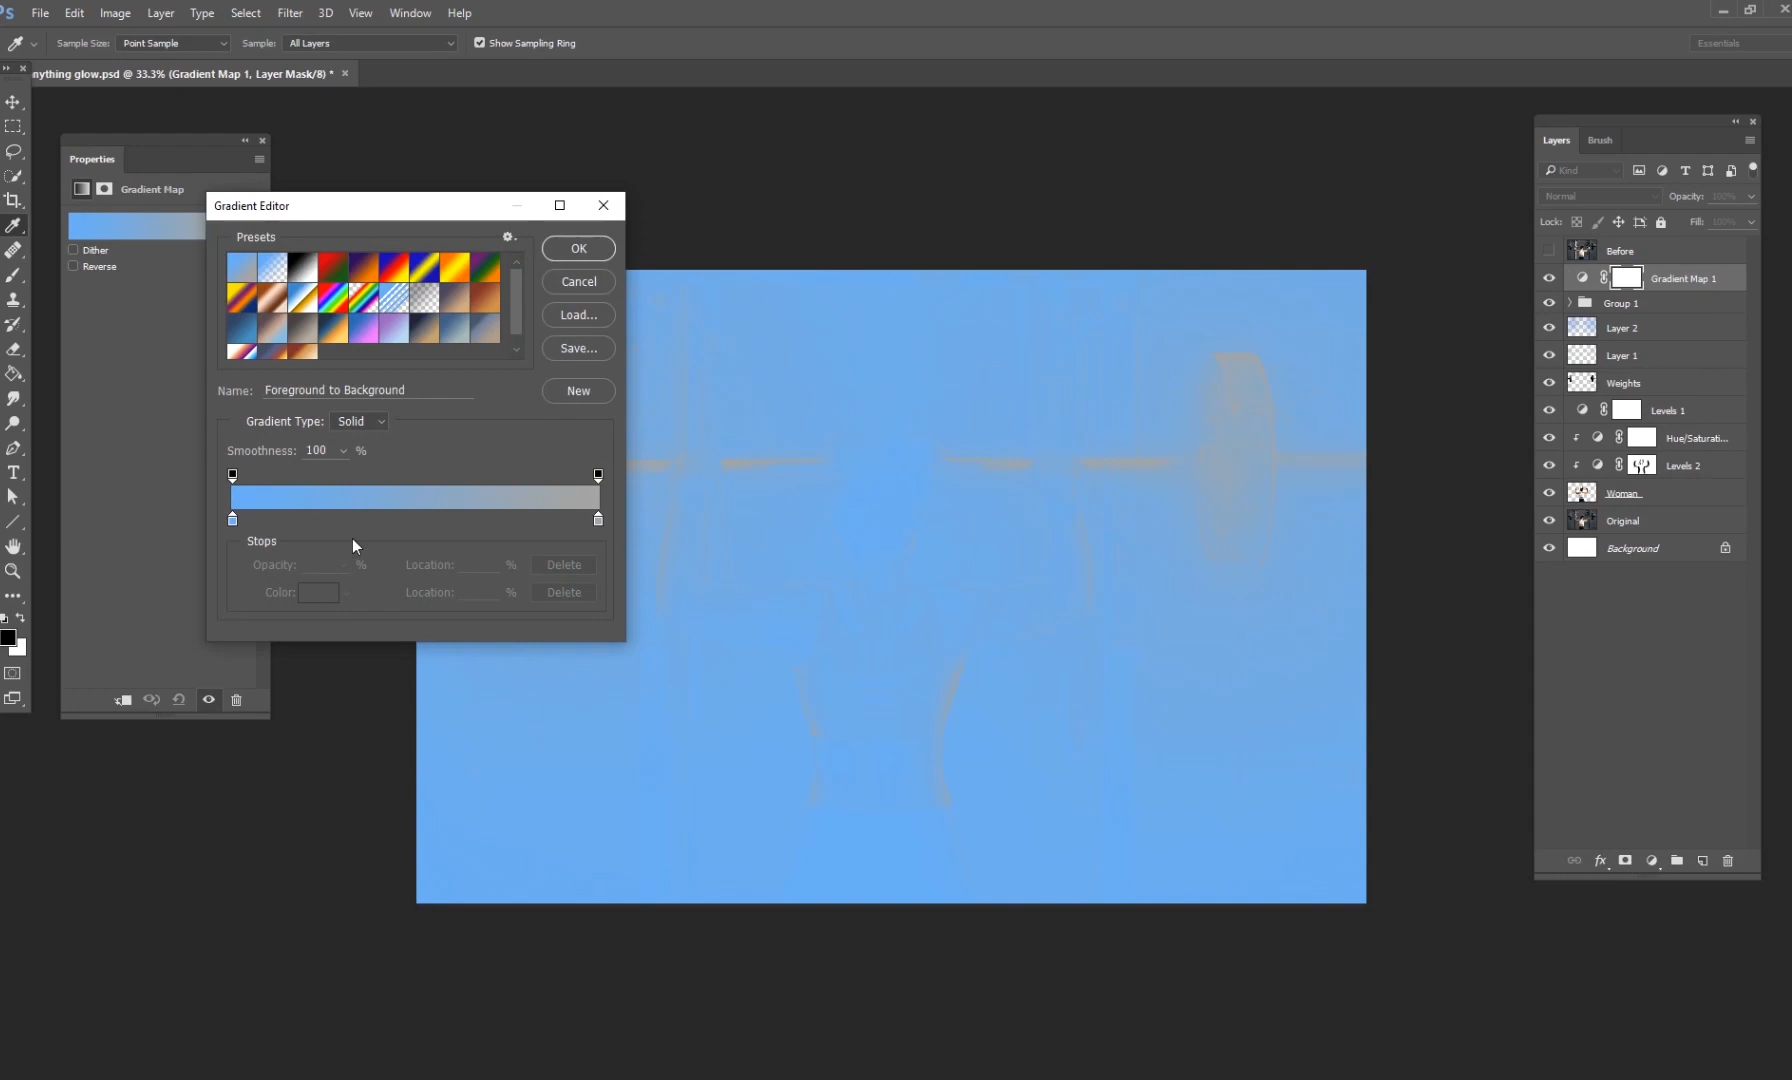 Ps File Edit Image Layer Type Select Filter 3D View Window Help
Sample Size: Point Sample Sample: All Layers Show Sampling Ring Essentials
nything glow.psd @ 33.3% (Gradient Map 1, Layer Mask/8) *
Properties
Gradient Map
Dither
Reverse
Gradient Editor
Presets
OK
Cancel
Load...
Save...
Name: Foreground to Background
New
Gradient Type: Solid
Smoothness: 100 %
Stops
Opacity: % Location: % Delete
Color: Location: % Delete
Layers Brush
Kind
Normal Opacity: 100%
Lock: Fill: 100%
Before
Gradient Map 1
Group 1
Layer 2
Layer 1
Weights
Levels 1
Hue/Saturati...
Levels 2
Woman
Original
Background
fx